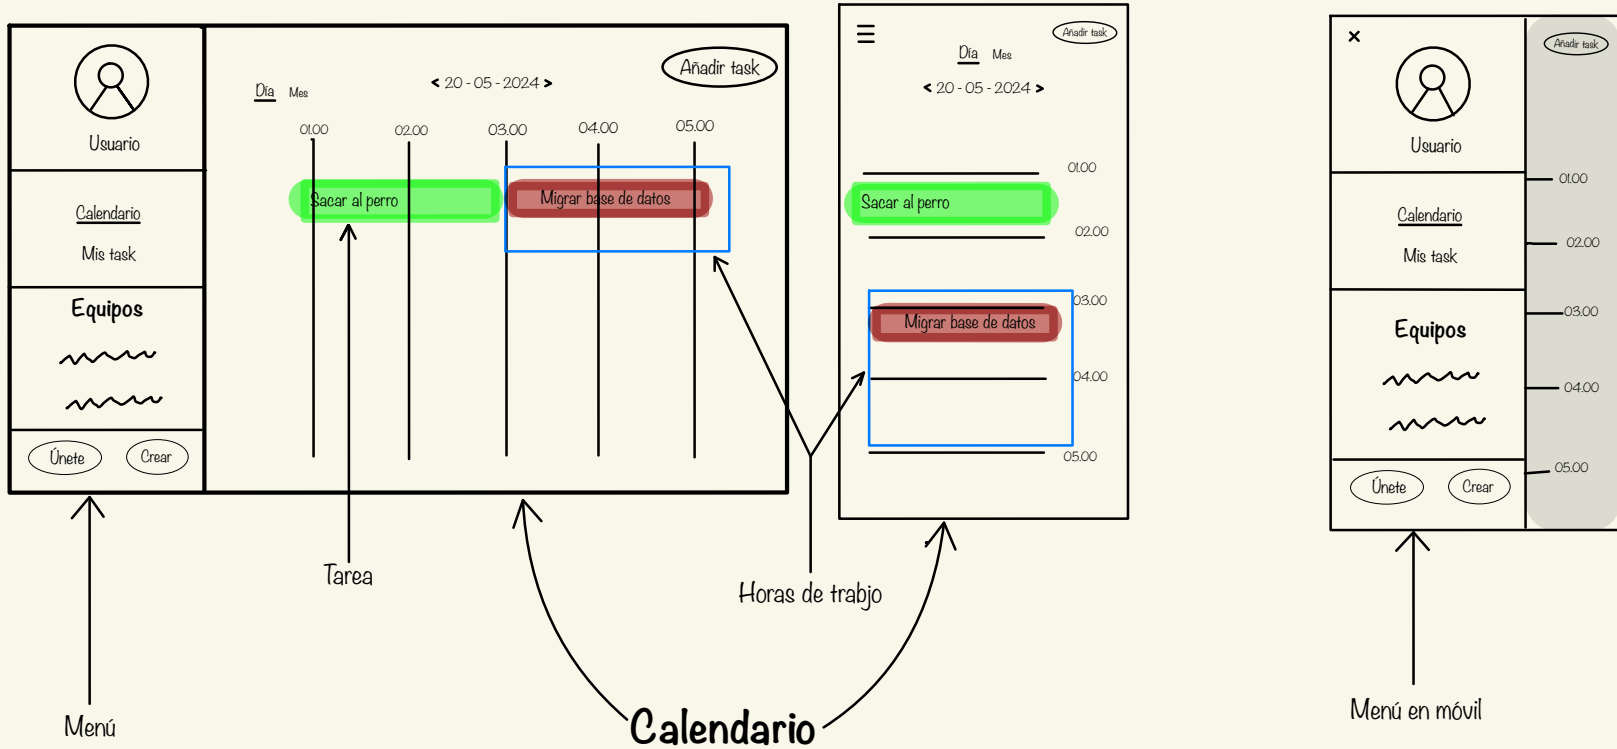 Usuario
Calendario
Mis task
Equipos
Únete
Crear
Día
Mes
< 20 - 05 - 2024 >
Añadir task
01.00
02.00
03.00
04.00
05.00
Sacar al perro
Migrar base de datos
Añadir task
Día
Mes
< 20 - 05 - 2024 >
01.00
Sacar al perro
02.00
03.00
Migrar base de datos
04.00
05.00
×
Usuario
Calendario
Mis task
Equipos
Únete
Crear
Añadir task
01.00
02.00
03.00
04.00
05.00
Tarea
Horas de trabjo
Menú
Calendario
Menú en móvil